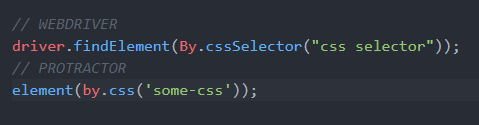 // WEBDRIVER
driver.findElement(By.cssSelector("css selector"));
// PROTRACTOR
element(by.css('some-css'));